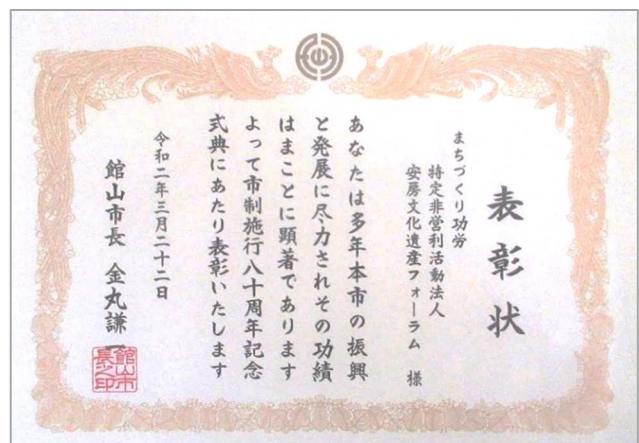 表彰状
まちづくり功労
特定非営利活動法人
安房文化遺産フォーラム 様
あなたは多年本市の振興
と発展に尽力されその功績
はまことに顕著であります
よって市制施行八十周年記念
式典にあたり表彰いたします
令和二年三月二十二日
館山市長 金丸謙一
館山市
長之印